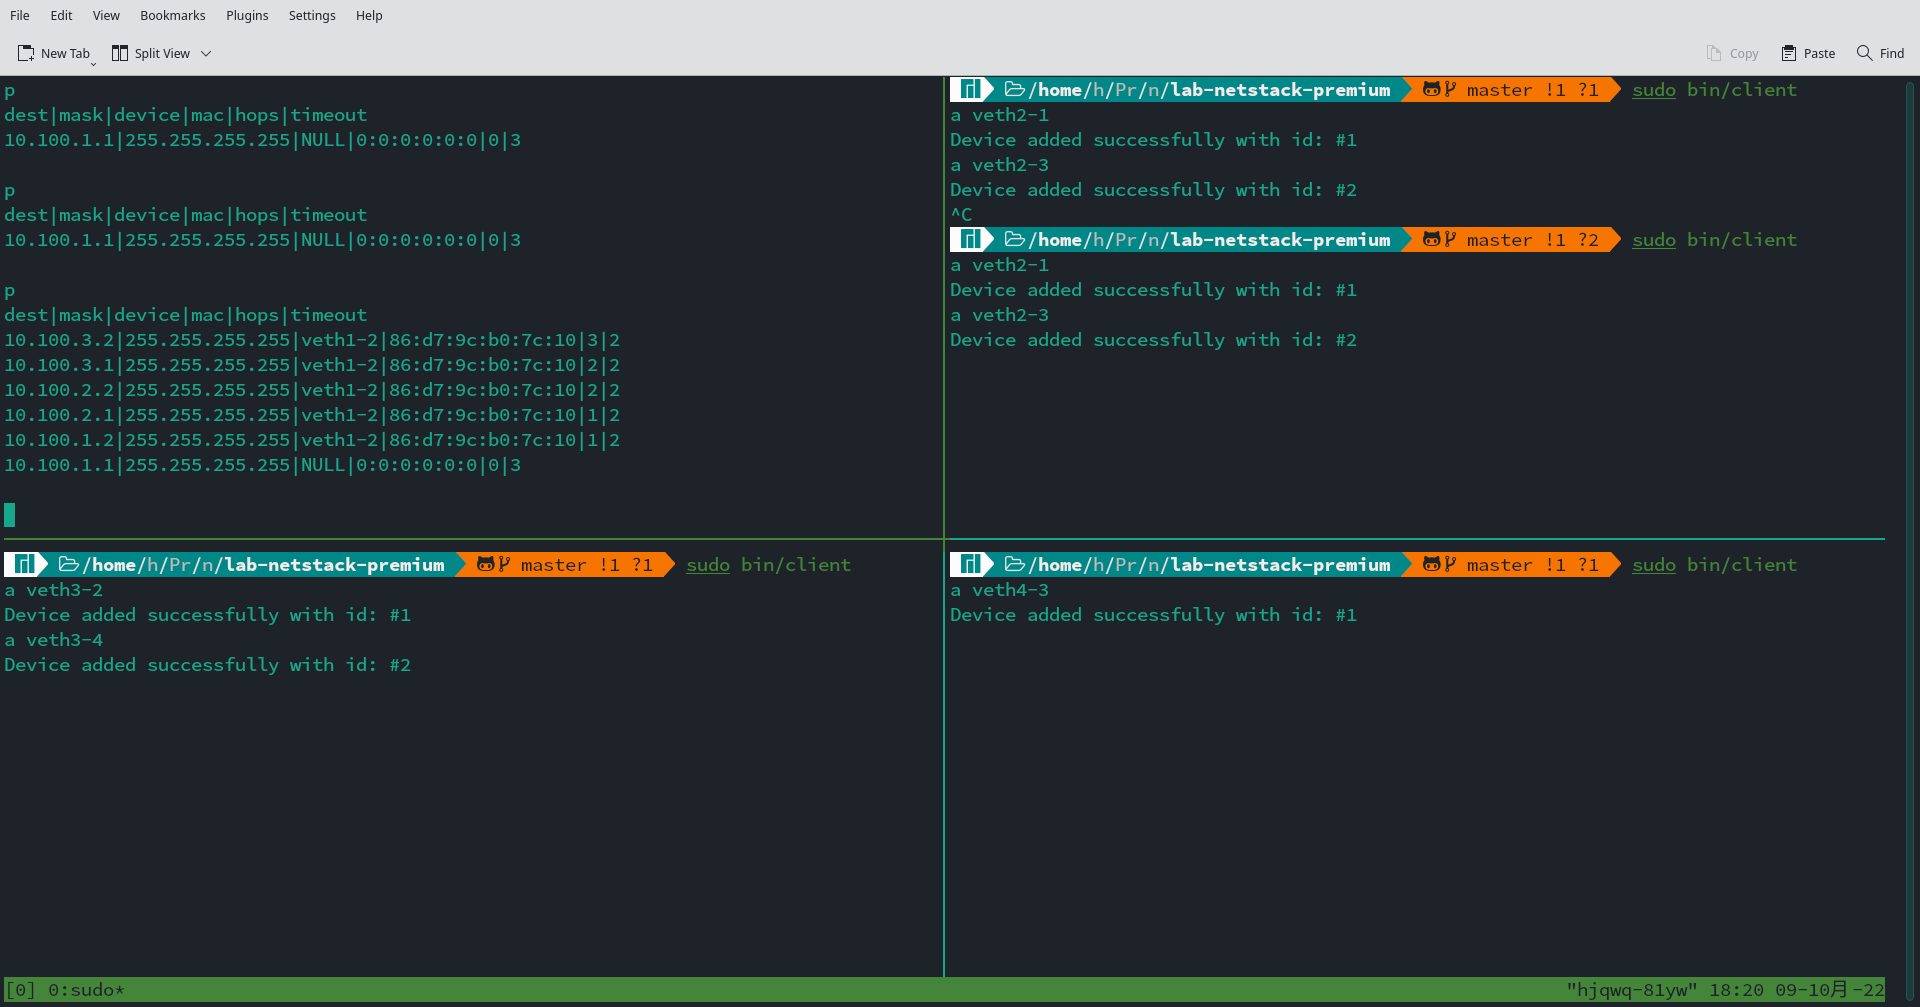 File Edit View Bookmarks Plugins Settings Help
New Tab Split View Copy Paste Find
p
dest|mask|device|mac|hops|timeout
10.100.1.1|255.255.255.255|NULL|0:0:0:0:0:0|0|3
p
dest|mask|device|mac|hops|timeout
10.100.1.1|255.255.255.255|NULL|0:0:0:0:0:0|0|3
p
dest|mask|device|mac|hops|timeout
10.100.3.2|255.255.255.255|veth1-2|86:d7:9c:b0:7c:10|3|2
10.100.3.1|255.255.255.255|veth1-2|86:d7:9c:b0:7c:10|2|2
10.100.2.2|255.255.255.255|veth1-2|86:d7:9c:b0:7c:10|2|2
10.100.2.1|255.255.255.255|veth1-2|86:d7:9c:b0:7c:10|1|2
10.100.1.2|255.255.255.255|veth1-2|86:d7:9c:b0:7c:10|1|2
10.100.1.1|255.255.255.255|NULL|0:0:0:0:0:0|0|3
/home/h/Pr/n/lab-netstack-premium master !1 ?1 sudo bin/client
a veth2-1
Device added successfully with id: #1
a veth2-3
Device added successfully with id: #2
^C
/home/h/Pr/n/lab-netstack-premium master !1 ?2 sudo bin/client
a veth2-1
Device added successfully with id: #1
a veth2-3
Device added successfully with id: #2
/home/h/Pr/n/lab-netstack-premium master !1 ?1 sudo bin/client
a veth3-2
Device added successfully with id: #1
a veth3-4
Device added successfully with id: #2
/home/h/Pr/n/lab-netstack-premium master !1 ?1 sudo bin/client
a veth4-3
Device added successfully with id: #1
[0] 0:sudo* "hjqwq-81yw" 18:20 09-10月-22